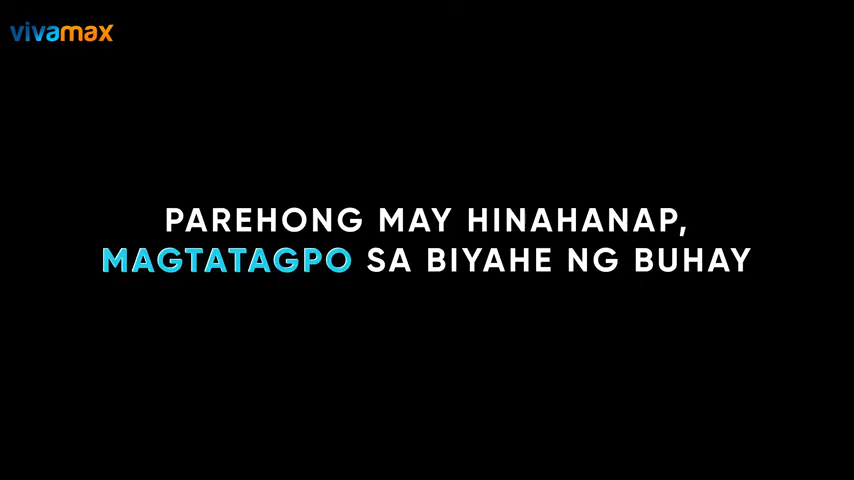 vivamax
PAREHONG MAY HINAHANAP,
MAGTATAGPO SA BIYAHE NG BUHAY